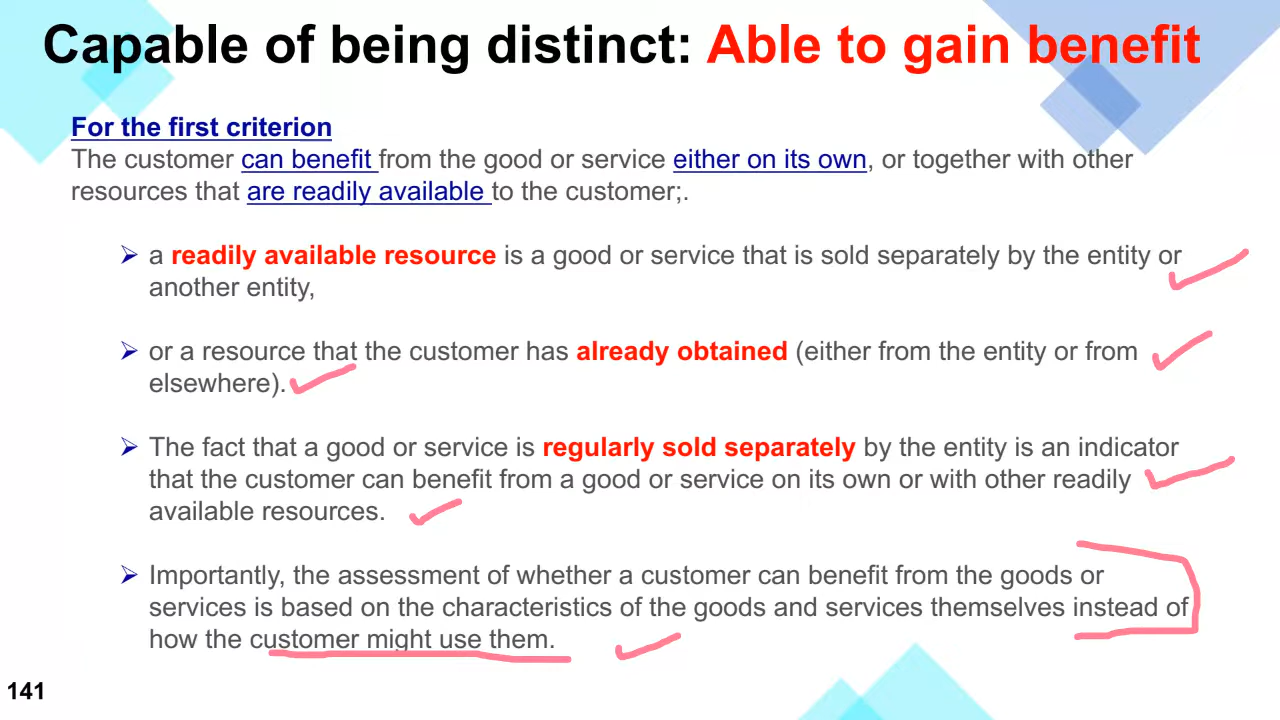 Capable of being distinct: Able to gain benefit
For the first criterion
The customer can benefit from the good or service either on its own, or together with other
resources that are readily available to the customer;.
➢ a readily available resource is a good or service that is sold separately by the entity or
another entity,
➢ or a resource that the customer has already obtained (either from the entity or from
elsewhere).
➢ The fact that a good or service is regularly sold separately by the entity is an indicator
that the customer can benefit from a good or service on its own or with other readily
available resources.
➢ Importantly, the assessment of whether a customer can benefit from the goods or
services is based on the characteristics of the goods and services themselves instead of
how the customer might use them.
141